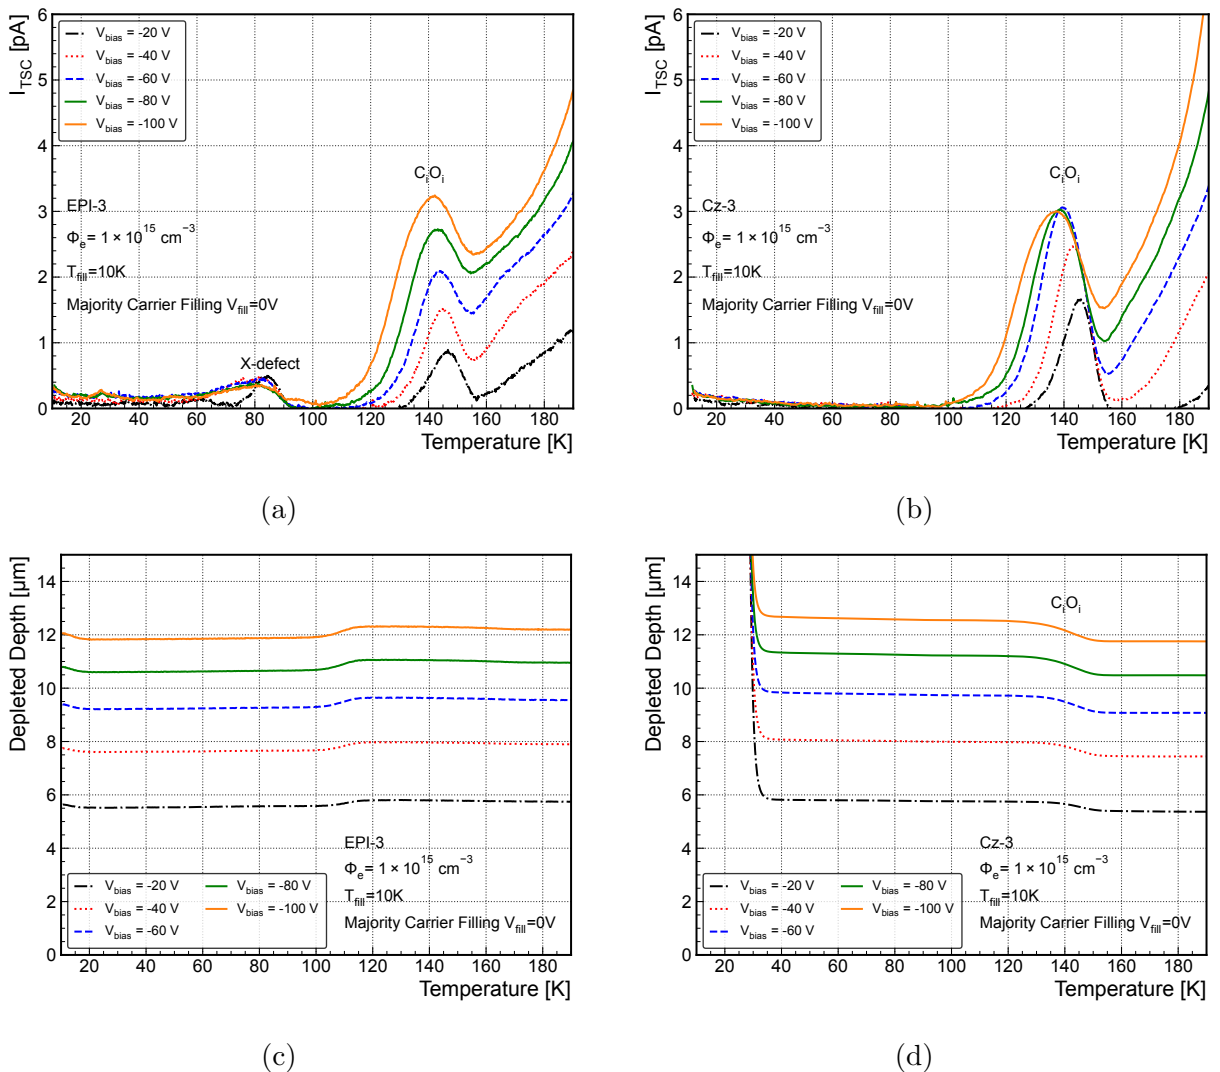 I_TSC [pA]
6
5
4
3
2
1
0
V_bias = -20 V
V_bias = -40 V
V_bias = -60 V
V_bias = -80 V
V_bias = -100 V
C_iO_i
EPI-3
Φ_e = 1 × 10^15 cm^−3
T_fill=10K
Majority Carrier Filling V_fill=0V
X-defect
20 40 60 80 100 120 140 160 180
Temperature [K]
(a)
I_TSC [pA]
6
5
4
3
2
1
0
V_bias = -20 V
V_bias = -40 V
V_bias = -60 V
V_bias = -80 V
V_bias = -100 V
C_iO_i
Cz-3
Φ_e = 1 × 10^15 cm^−3
T_fill=10K
Majority Carrier Filling V_fill=0V
20 40 60 80 100 120 140 160 180
Temperature [K]
(b)
Depleted Depth [μm]
14
12
10
8
6
4
2
0
EPI-3
Φ_e = 1 × 10^15 cm^−3
T_fill=10K
Majority Carrier Filling V_fill=0V
V_bias = -20 V
V_bias = -40 V
V_bias = -60 V
V_bias = -80 V
V_bias = -100 V
20 40 60 80 100 120 140 160 180
Temperature [K]
(c)
Depleted Depth [μm]
14
12
10
8
6
4
2
0
C_iO_i
Cz-3
Φ_e = 1 × 10^15 cm^−3
T_fill=10K
Majority Carrier Filling V_fill=0V
V_bias = -20 V
V_bias = -40 V
V_bias = -60 V
V_bias = -80 V
V_bias = -100 V
20 40 60 80 100 120 140 160 180
Temperature [K]
(d)